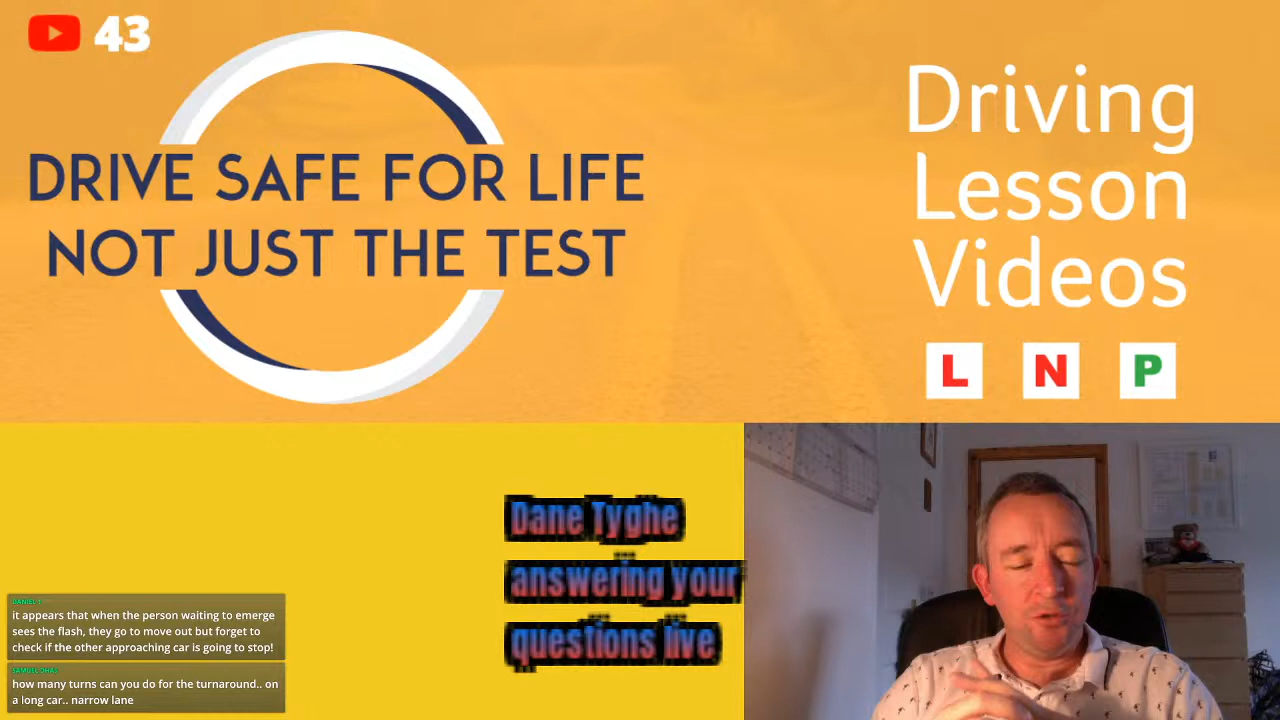 43
DRIVE SAFE FOR LIFE
NOT JUST THE TEST
Driving
Lesson
Videos
L N P
Dane Tyghe
answering your
questions live
it appears that when the person waiting to emerge
sees the flash, they go to move out but forget to
check if the other approaching car is going to stop!
how many turns can you do for the turnaround.. on
a long car.. narrow lane